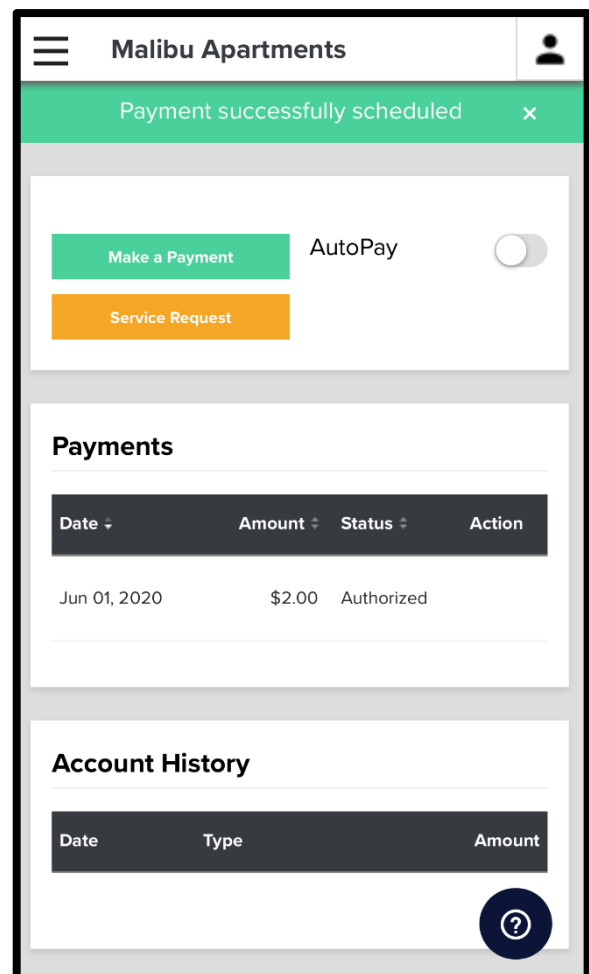 Malibu Apartments
Payment successfully scheduled ×
Make a Payment AutoPay
Service Request
Payments
Date Amount Status Action
Jun 01, 2020 $2.00 Authorized
Account History
Date Type Amount
?